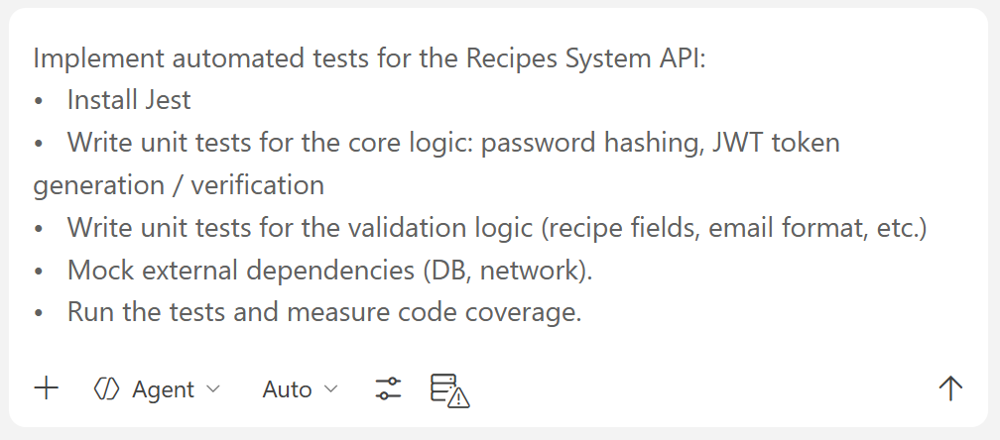 Implement automated tests for the Recipes System API:
• Install Jest
• Write unit tests for the core logic: password hashing, JWT token
generation / verification
• Write unit tests for the validation logic (recipe fields, email format, etc.)
• Mock external dependencies (DB, network).
• Run the tests and measure code coverage.
Agent Auto